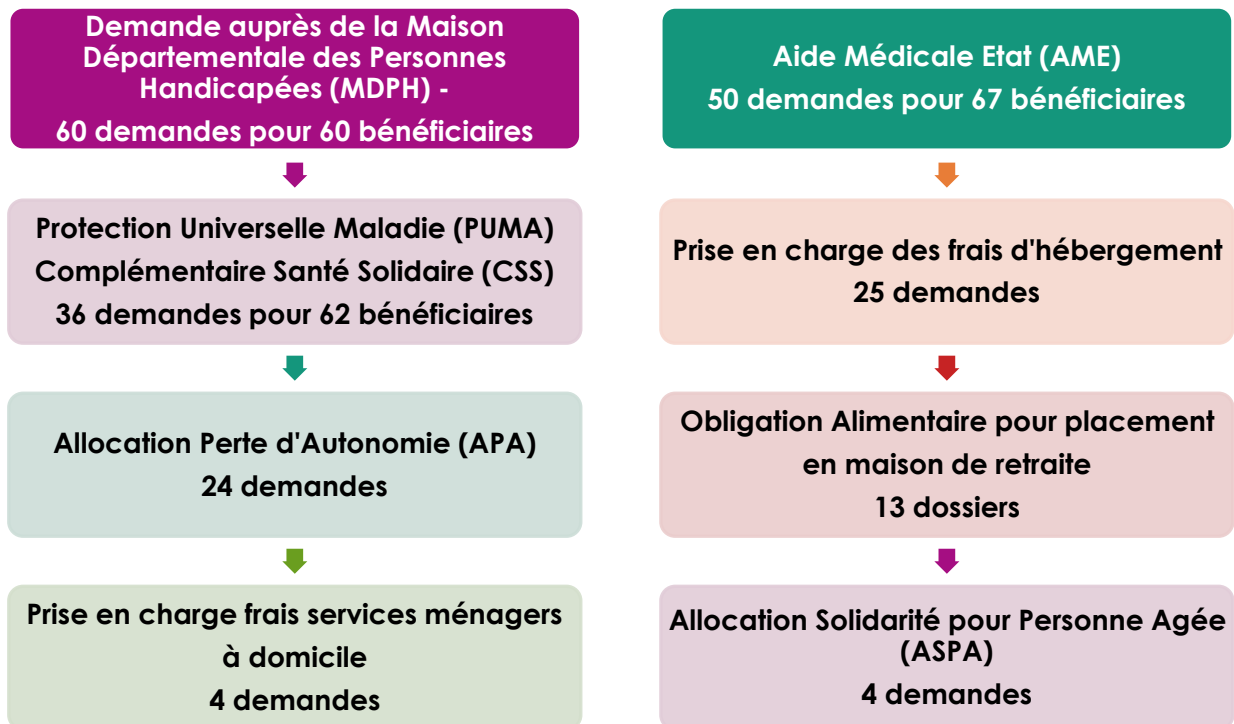 Demande auprès de la Maison
Départementale des Personnes
Handicapées (MDPH) -
60 demandes pour 60 bénéficiaires
Protection Universelle Maladie (PUMA)
Complémentaire Santé Solidaire (CSS)
36 demandes pour 62 bénéficiaires
Allocation Perte d'Autonomie (APA)
24 demandes
Prise en charge frais services ménagers
à domicile
4 demandes
Aide Médicale Etat (AME)
50 demandes pour 67 bénéficiaires
Prise en charge des frais d'hébergement
25 demandes
Obligation Alimentaire pour placement
en maison de retraite
13 dossiers
Allocation Solidarité pour Personne Agée
(ASPA)
4 demandes